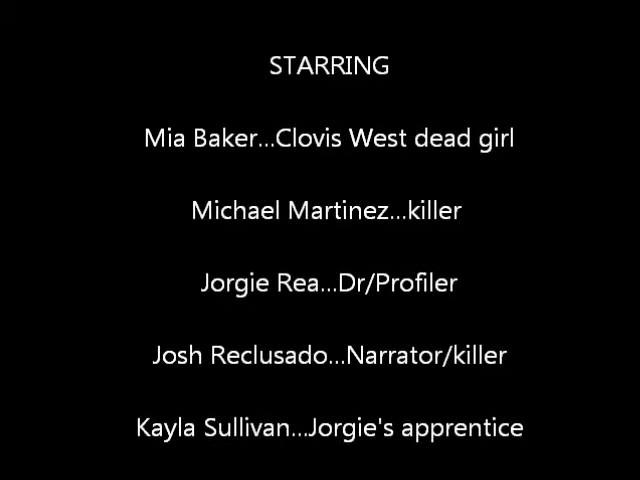 STARRING
Mia Baker...Clovis West dead girl
Michael Martinez...killer
Jorgie Rea...Dr/Profiler
Josh Reclusado...Narrator/killer
Kayla Sullivan...Jorgie's apprentice